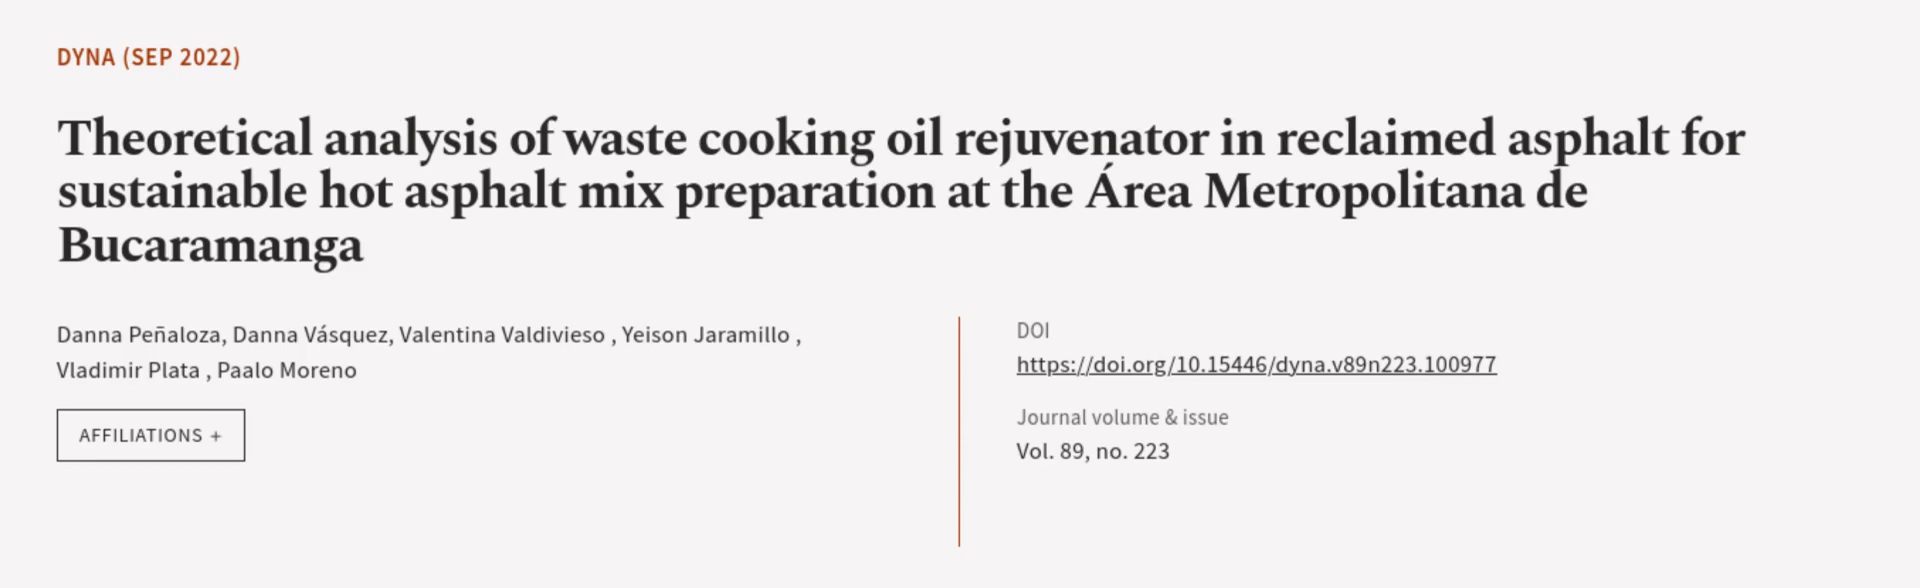 DYNA (SEP 2022)
Theoretical analysis of waste cooking oil rejuvenator in reclaimed asphalt for
sustainable hot asphalt mix preparation at the Área Metropolitana de
Bucaramanga
Danna Peñaloza, Danna Vásquez, Valentina Valdivieso , Yeison Jaramillo ,
Vladimir Plata , Paalo Moreno
AFFILIATIONS +
DOI
https://doi.org/10.15446/dyna.v89n223.100977
Journal volume & issue
Vol. 89, no. 223